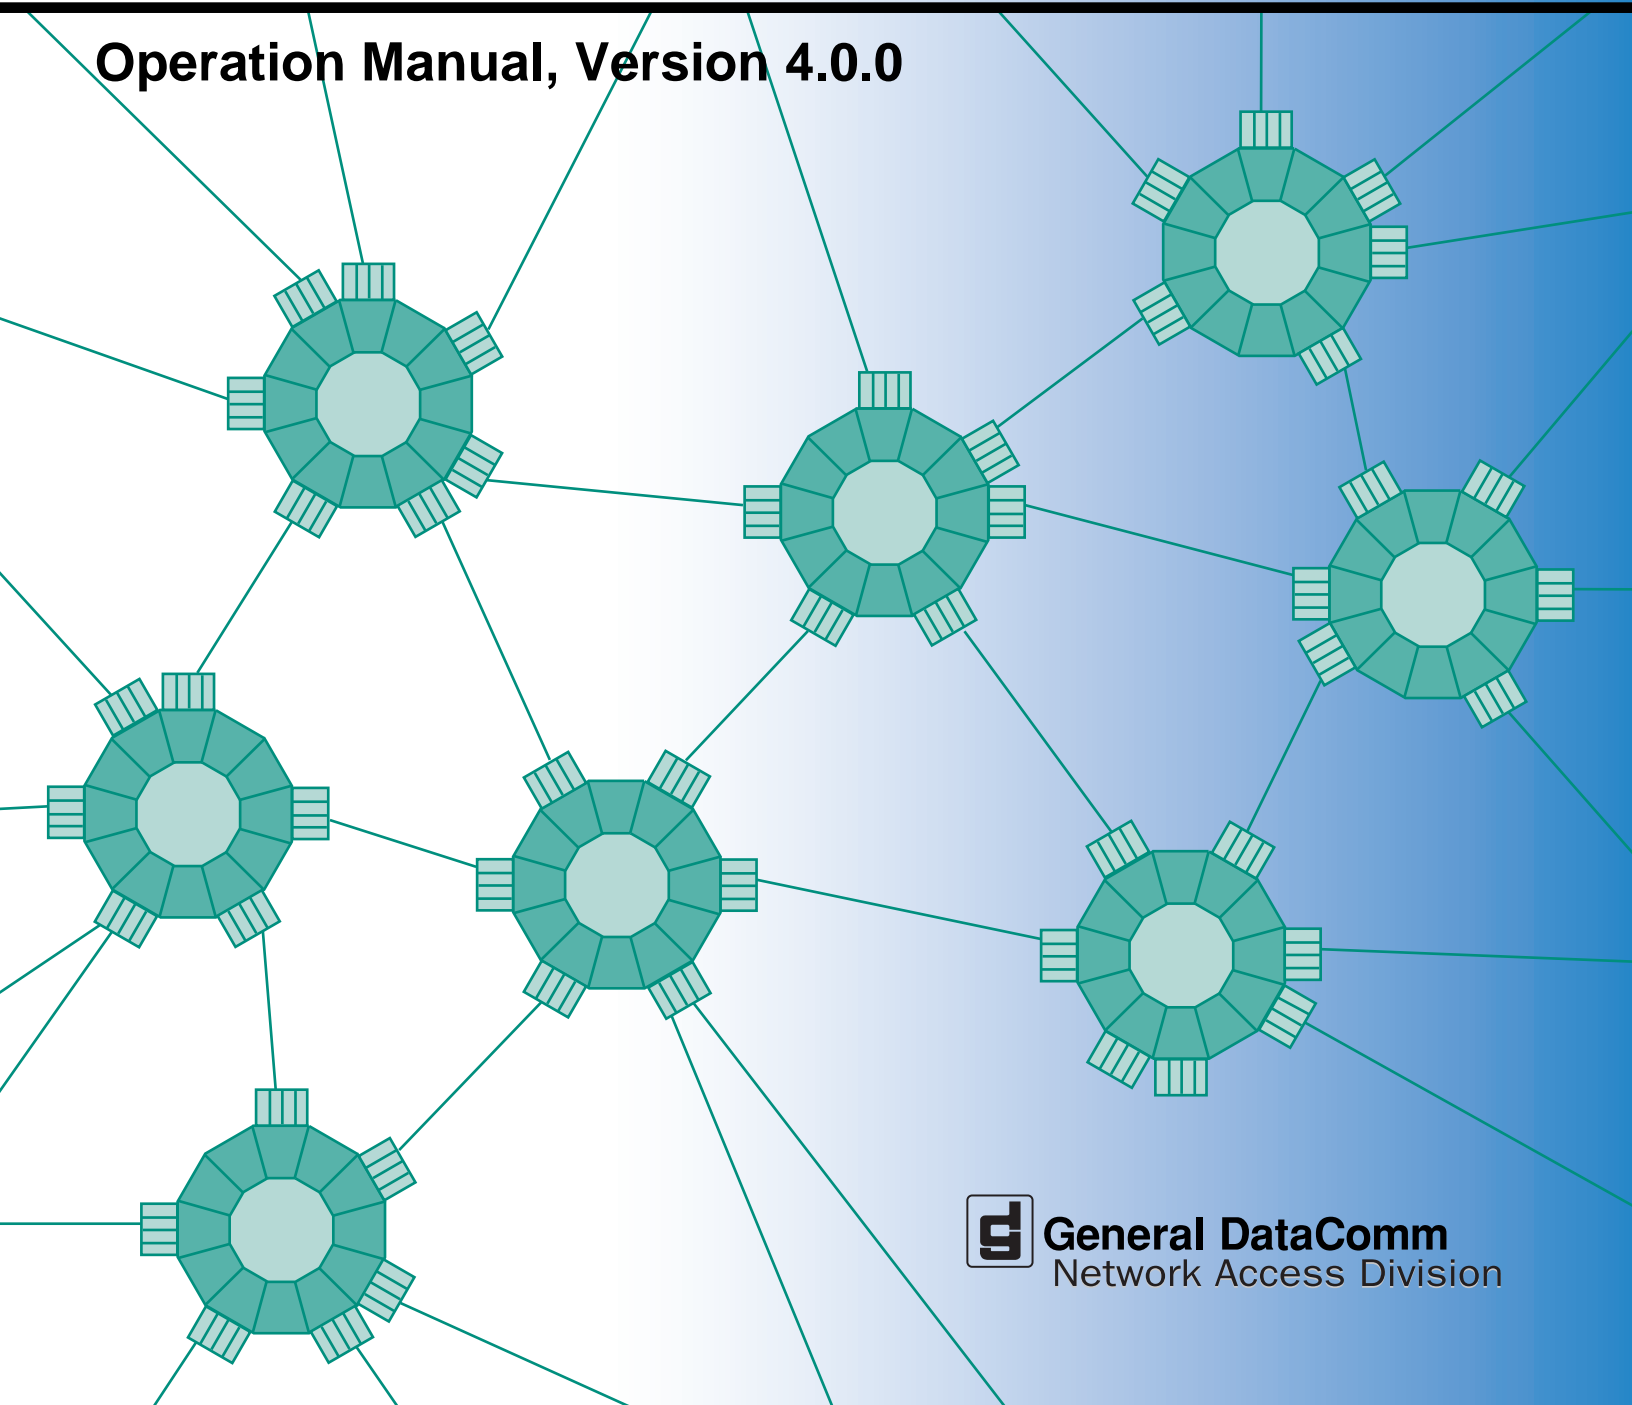 Operation Manual, Version 4.0.0
General DataComm
Network Access Division